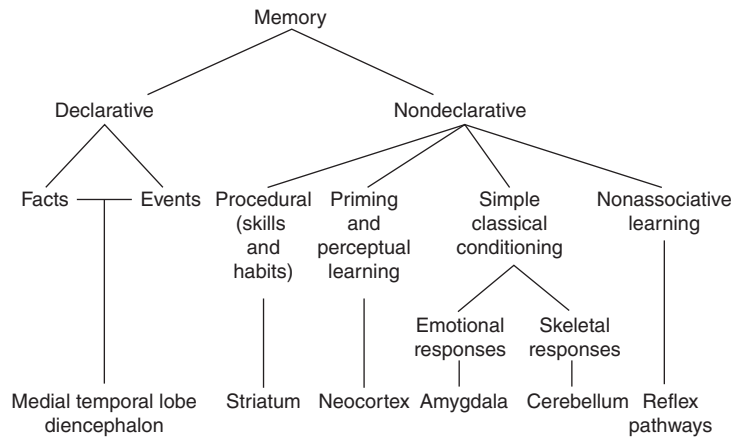 Memory
Declarative
Nondeclarative
Facts
Events
Procedural
(skills
and
habits)
Priming
and
perceptual
learning
Simple
classical
conditioning
Nonassociative
learning
Emotional
responses
Skeletal
responses
Medial temporal lobe
diencephalon
Striatum
Neocortex
Amygdala
Cerebellum
Reflex
pathways